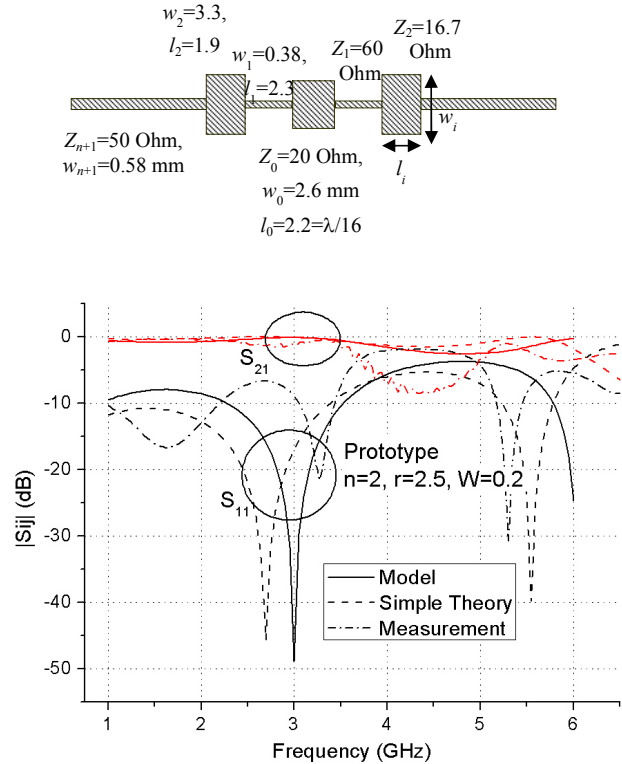 w2=3.3,
l2=1.9
w1=0.38,
l1=2.3
Z1=60
Ohm
Z2=16.7
Ohm
wi
li
Zn+1=50 Ohm,
wn+1=0.58 mm
Z0=20 Ohm,
w0=2.6 mm
l0=2.2=λ/16
0
-10
-20
-30
-40
-50
|Sij| (dB)
S21
S11
Prototype
n=2, r=2.5, W=0.2
Model
Simple Theory
Measurement
1 2 3 4 5 6
Frequency (GHz)